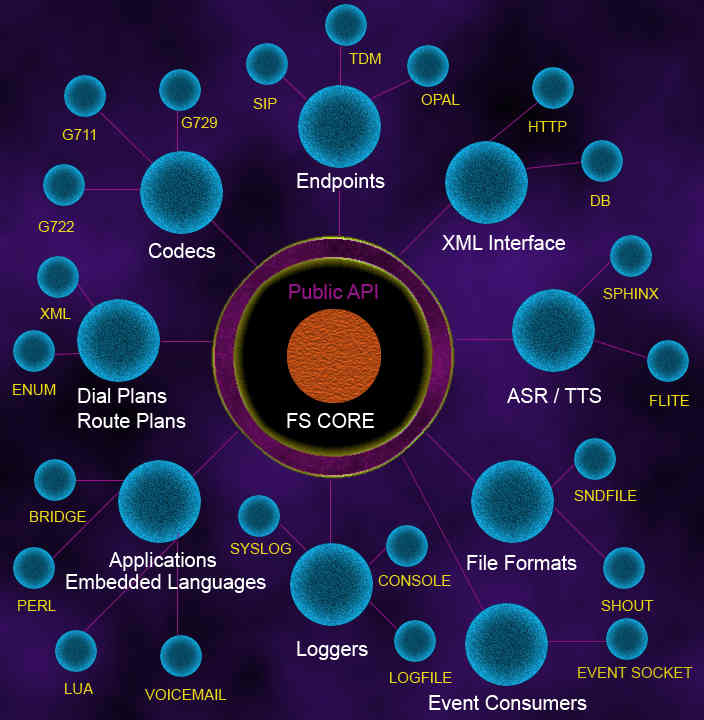 TDM
SIP
OPAL
Endpoints
G711
G729
G722
Codecs
HTTP
DB
XML Interface
XML
ENUM
Dial Plans
Route Plans
Public API
FS CORE
SPHINX
FLITE
ASR / TTS
BRIDGE
PERL
LUA
VOICEMAIL
Applications
Embedded Languages
SYSLOG
CONSOLE
LOGFILE
Loggers
SNDFILE
SHOUT
File Formats
EVENT SOCKET
Event Consumers